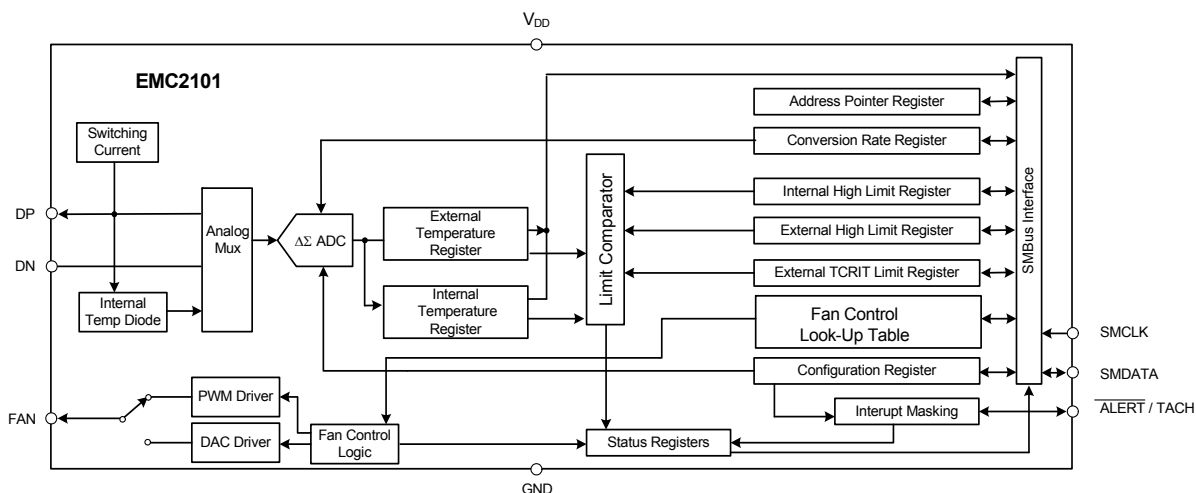 V_DD
EMC2101
Switching
Current
DP
DN
Analog
Mux
Internal
Temp Diode
ΔΣ ADC
External
Temperature
Register
Internal
Temperature
Register
Limit Comparator
Address Pointer Register
Conversion Rate Register
Internal High Limit Register
External High Limit Register
External TCRIT Limit Register
Fan Control
Look-Up Table
Configuration Register
Interupt Masking
SMBus Interface
SMCLK
SMDATA
ALERT / TACH
FAN
PWM Driver
DAC Driver
Fan Control
Logic
Status Registers
GND